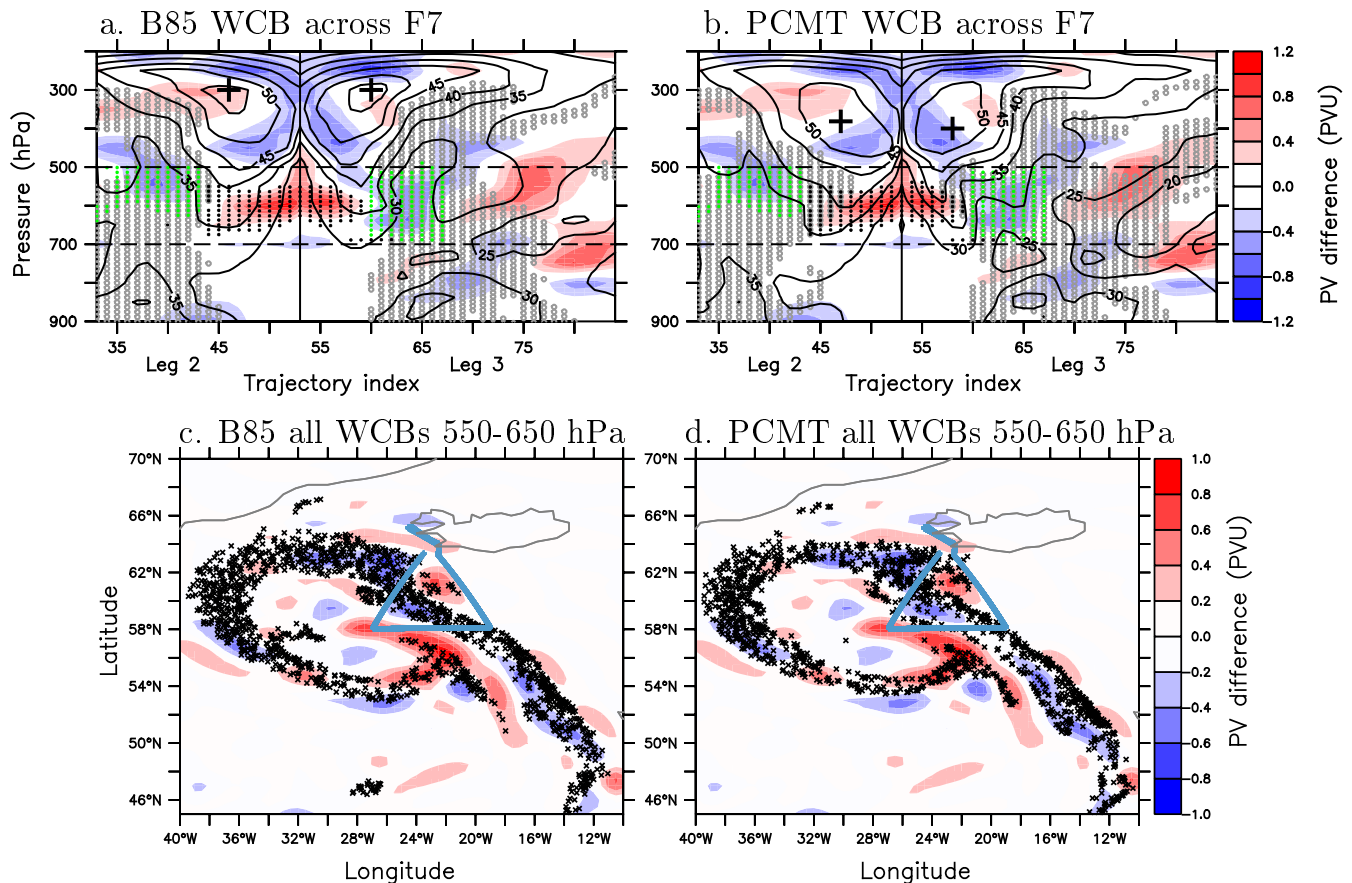 a. B85 WCB across F7
b. PCMT WCB across F7
Pressure (hPa)
300
500
700
900
50
45
40
35
45
35
30
25
30
35
35 45 55 65 75
Leg 2 Leg 3
Trajectory index
300
500
700
900
50
50
40
45
45
35
30
25
20
25
30
30
35
35 45 55 65 75
Leg 2 Leg 3
Trajectory index
1.2
0.8
0.4
0.0
-0.4
-0.8
-1.2
PV difference (PVU)
c. B85 all WCBs 550-650 hPa
d. PCMT all WCBs 550-650 hPa
Latitude
70°N
66°N
62°N
58°N
54°N
50°N
46°N
40°W 36°W 32°W 28°W 24°W 20°W 16°W 12°W
Longitude
70°N
66°N
62°N
58°N
54°N
50°N
46°N
40°W 36°W 32°W 28°W 24°W 20°W 16°W 12°W
Longitude
1.0
0.8
0.6
0.4
0.2
0.0
-0.2
-0.4
-0.6
-0.8
-1.0
PV difference (PVU)